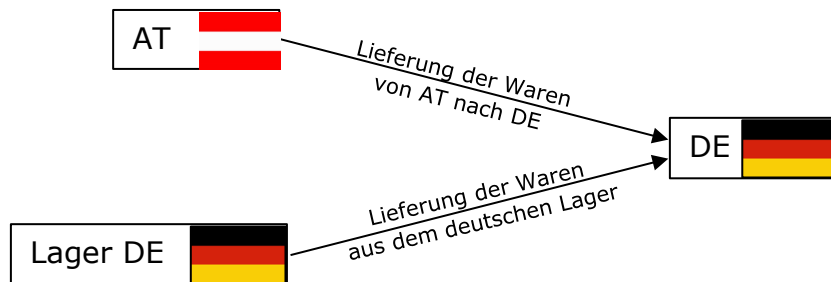 AT
Lieferung der Waren
von AT nach DE
DE
Lieferung der Waren
aus dem deutschen Lager
Lager DE